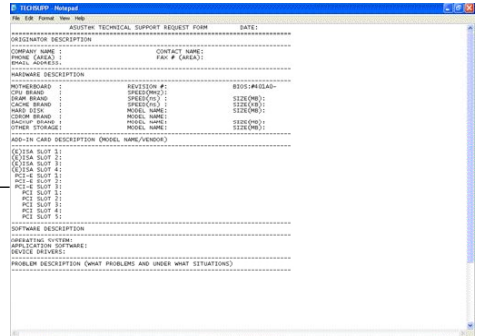 TECHSUPP - Notepad
File Edit Format View Help
ASUSTeK TECHNICAL SUPPORT REQUEST FORM DATE:
ORIGINATOR DESCRIPTION
COMPANY NAME : CONTACT NAME:
PHONE (AREA) : FAX # (AREA):
EMAIL ADDRESS:
HARDWARE DESCRIPTION
MOTHERBOARD : REVISION #: BIOS:#401A0-
CPU BRAND : SPEED(MHz):
DRAM BRAND : SPEED(ns) : SIZE(MB):
CACHE BRAND : SPEED(ns) : SIZE(KB):
HARD DISK : MODEL NAME: SIZE(MB):
CDROM BRAND : MODEL NAME:
BACKUP BRAND : MODEL NAME: SIZE(MB):
OTHER STORAGE: MODEL NAME: SIZE(MB):
ADD-IN CARD DESCRIPTION (MODEL NAME/VENDOR)
(E)ISA SLOT 1:
(E)ISA SLOT 2:
(E)ISA SLOT 3:
(E)ISA SLOT 4:
PCI-E SLOT 1:
PCI-E SLOT 2:
PCI-E SLOT 3:
PCI SLOT 1:
PCI SLOT 2:
PCI SLOT 3:
PCI SLOT 4:
PCI SLOT 5:
SOFTWARE DESCRIPTION
OPERATING SYSTEM:
APPLICATION SOFTWARE:
DEVICE DRIVERS:
PROBLEM DESCRIPTION (WHAT PROBLEMS AND UNDER WHAT SITUATIONS)